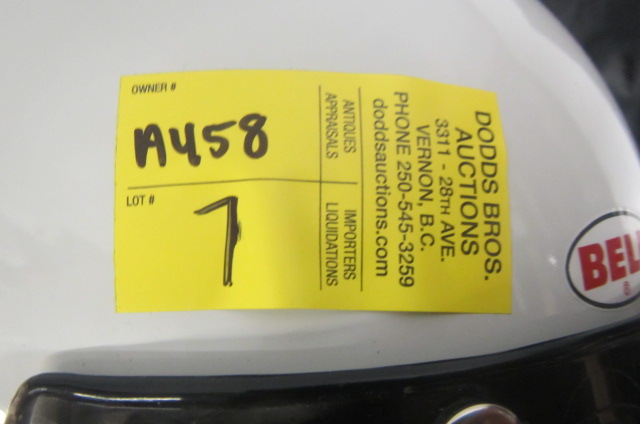 OWNER #
A458
LOT #
7
ANTIQUES
APPRAISALS
IMPORTERS
LIQUIDATIONS
DODDS BROS.
AUCTIONS
3311 - 28TH AVE.
VERNON, B.C.
PHONE 250-545-3259
doddsauctions.com
BELL